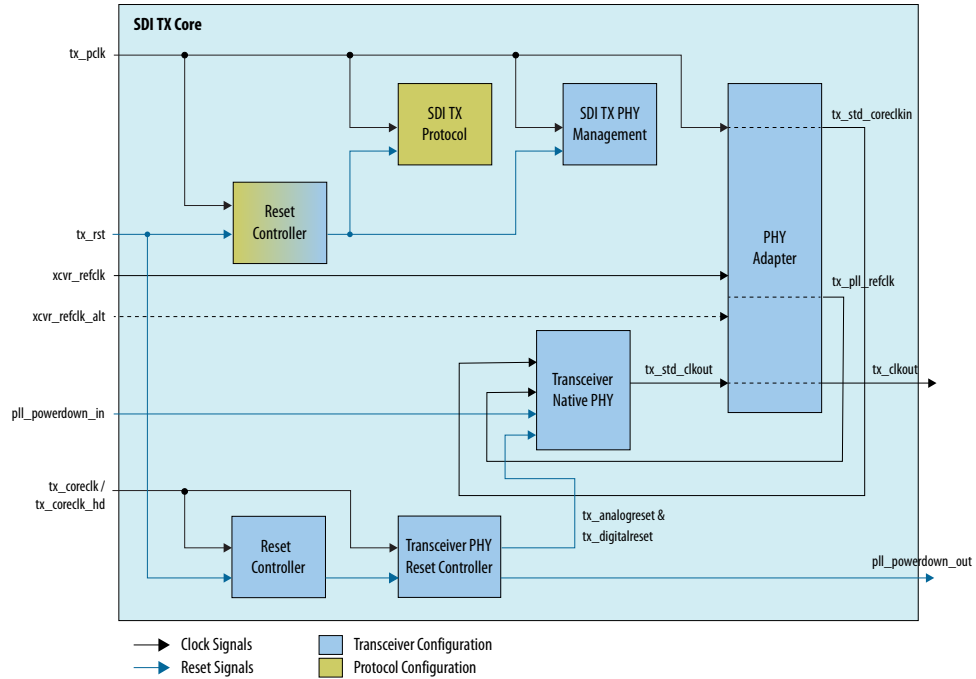 SDI TX Core
tx_pclk
SDI TX
Protocol
SDI TX PHY
Management
tx_std_coreclkin
Reset
Controller
tx_rst
PHY
Adapter
xcvr_refclk
tx_pll_refclk
xcvr_refclk_alt
Transceiver
Native PHY
tx_std_clkout
tx_clkout
pll_powerdown_in
tx_coreclk /
tx_coreclk_hd
tx_analogreset &
tx_digitalreset
Reset
Controller
Transceiver PHY
Reset Controller
pll_powerdown_out
Clock Signals
Transceiver Configuration
Reset Signals
Protocol Configuration